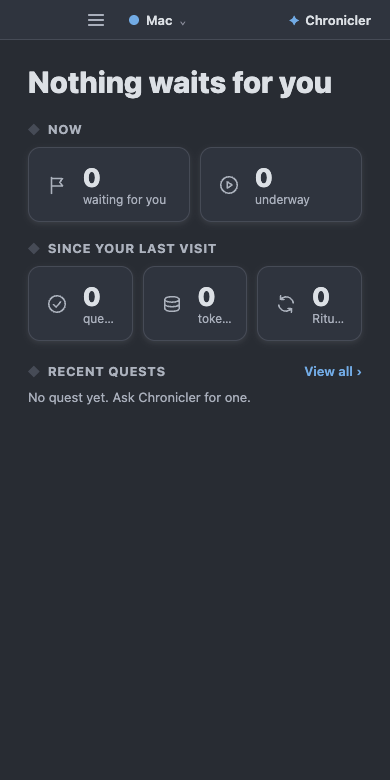 Mac
Chronicler
Nothing waits for you
NOW
0
waiting for you
0
underway
SINCE YOUR LAST VISIT
0
que...
0
toke...
0
Ritu...
RECENT QUESTS
View all ›
No quest yet. Ask Chronicler for one.